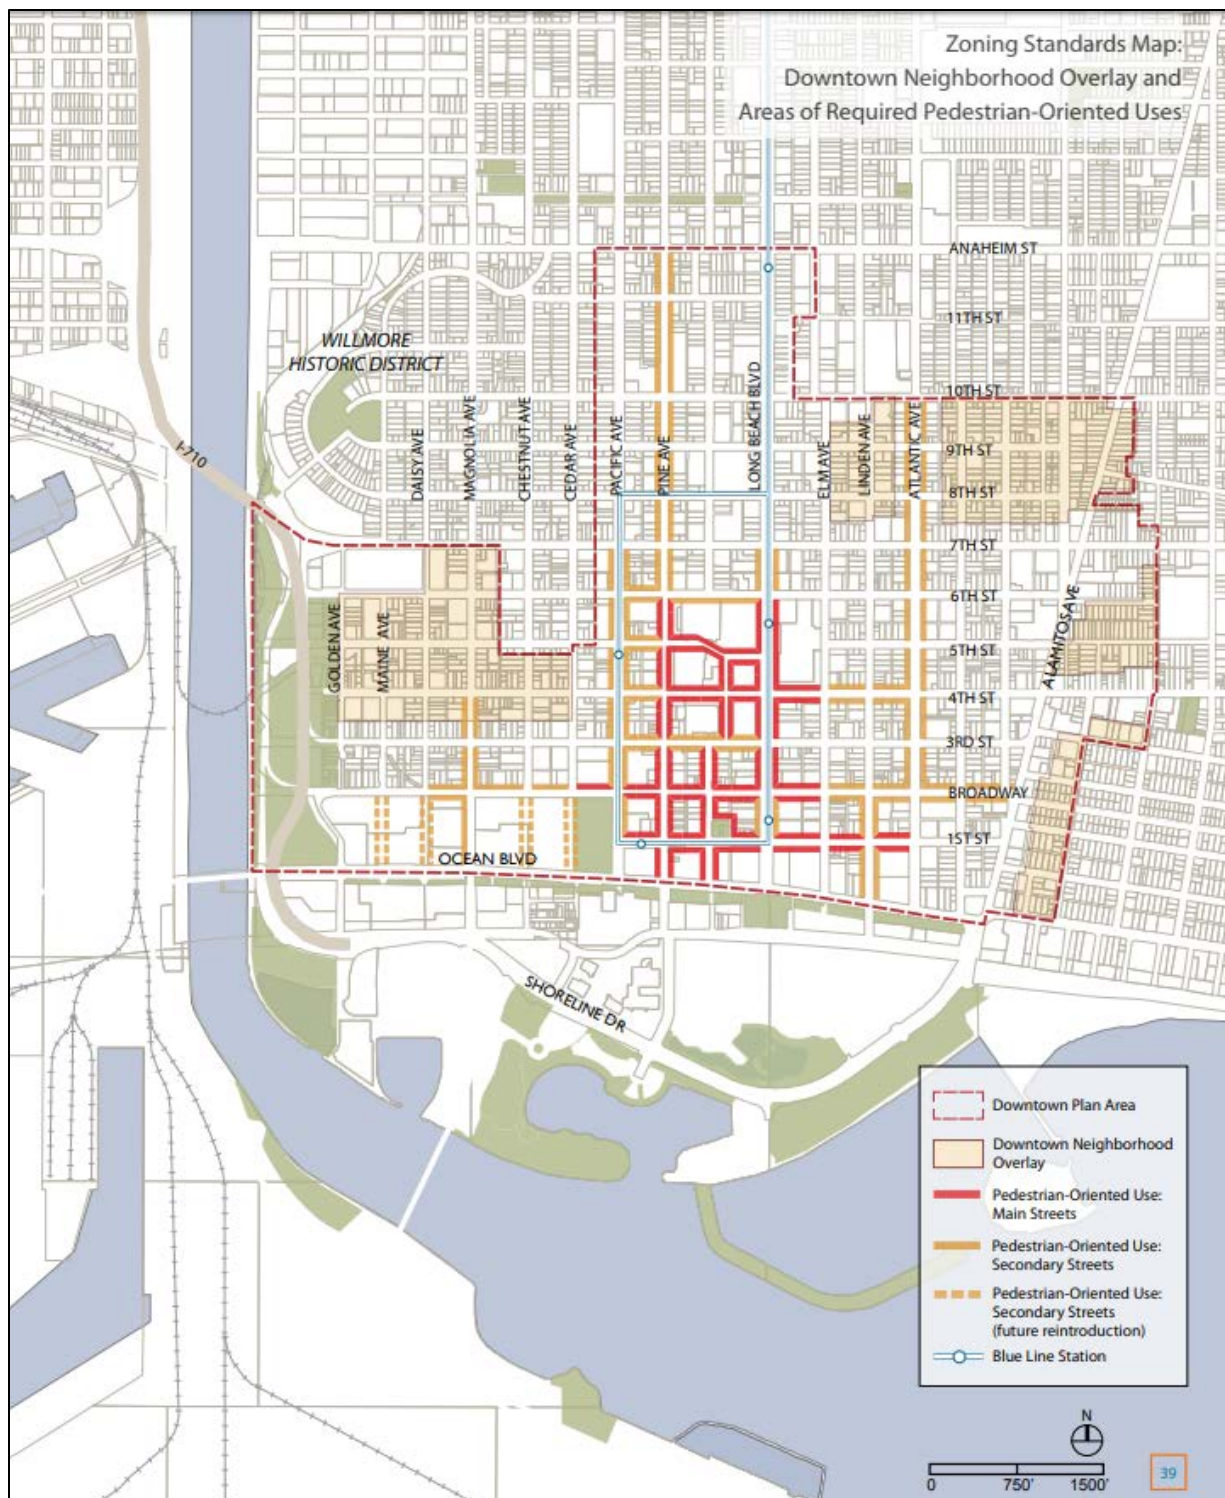 Zoning Standards Map:
Downtown Neighborhood Overlay and
Areas of Required Pedestrian-Oriented Uses
ANAHEIM ST
11TH ST
WILLMORE
HISTORIC DISTRICT
10TH ST
I-710
DAISY AVE
MAGNOLIA AVE
CHESTNUT AVE
CEDAR AVE
PACIFIC AVE
PINE AVE
LONG BEACH BLVD
ELM AVE
LINDEN AVE
ATLANTIC AVE
9TH ST
8TH ST
7TH ST
6TH ST
GOLDEN AVE
MAINE AVE
ALAMITOS AVE
5TH ST
4TH ST
3RD ST
BROADWAY
1ST ST
OCEAN BLVD
SHORELINE DR
Downtown Plan Area
Downtown Neighborhood
Overlay
Pedestrian-Oriented Use:
Main Streets
Pedestrian-Oriented Use:
Secondary Streets
Pedestrian-Oriented Use:
Secondary Streets
(future reintroduction)
Blue Line Station
N
0 750' 1500'
39